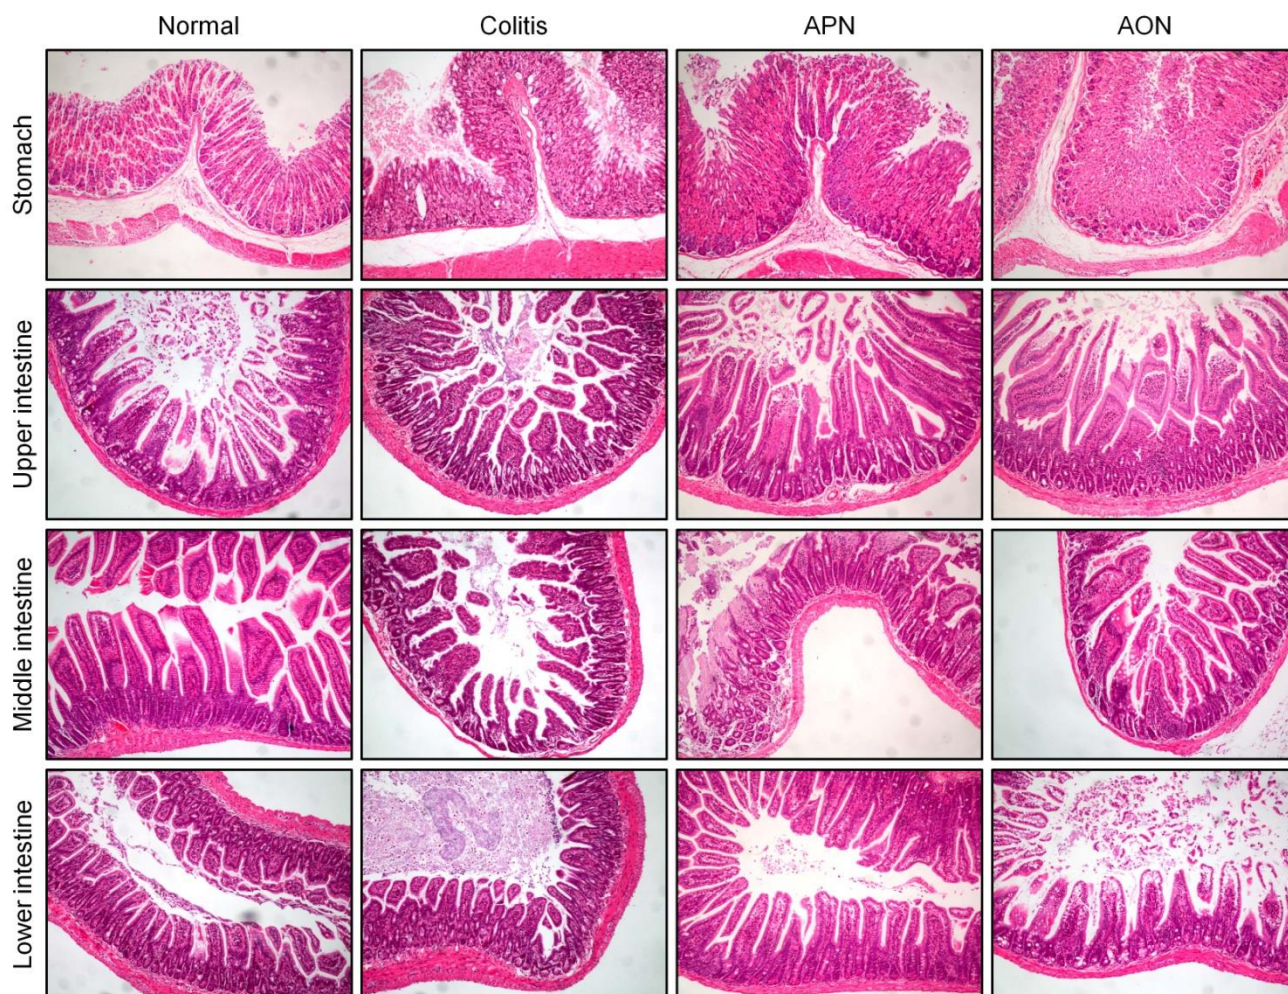 Normal Colitis APN AON
Stomach
Upper intestine
Middle intestine
Lower intestine